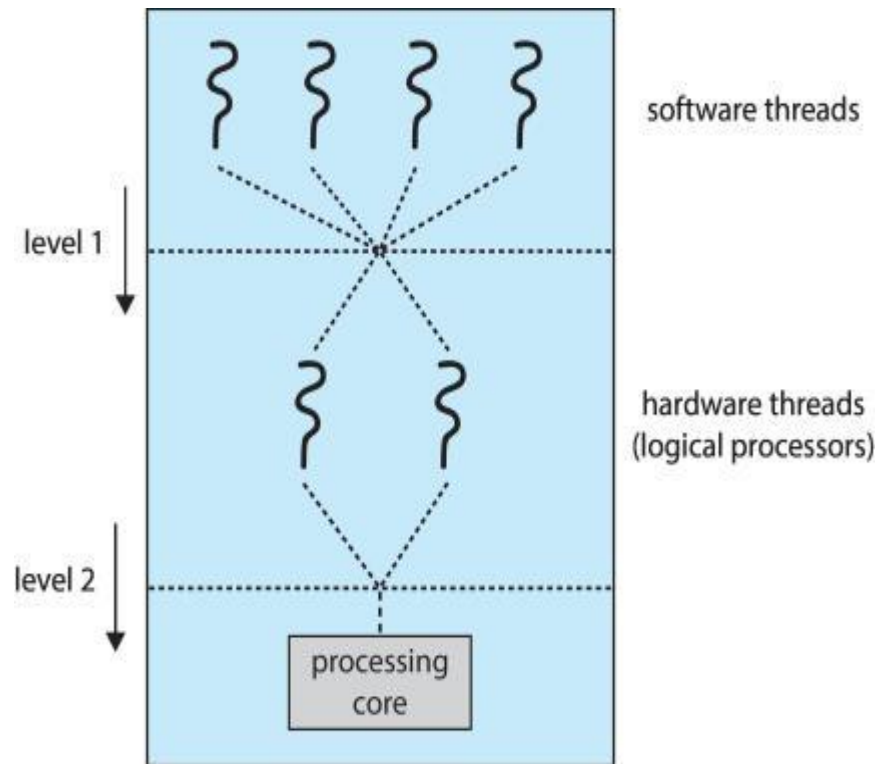 software threads
level 1
hardware threads
(logical processors)
level 2
processing
core